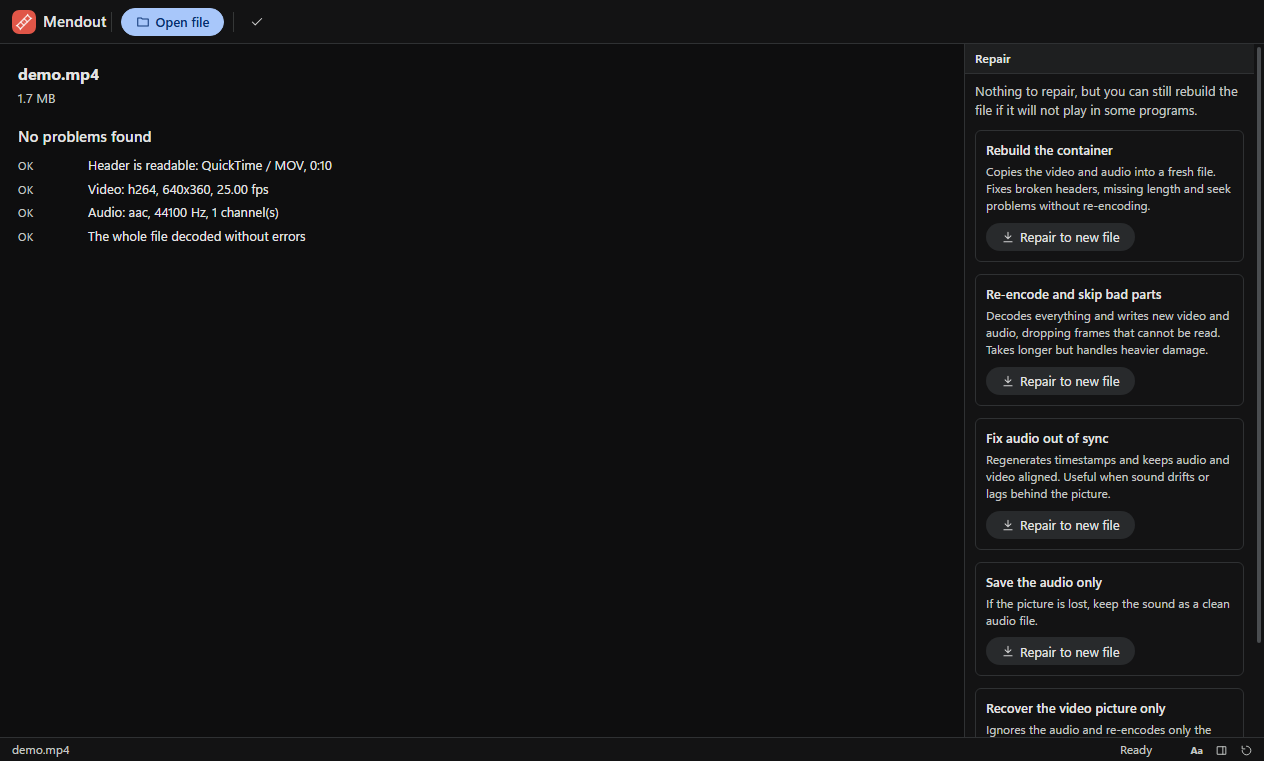 Mendout
Open file
demo.mp4
1.7 MB
No problems found
OK Header is readable: QuickTime / MOV, 0:10
OK Video: h264, 640x360, 25.00 fps
OK Audio: aac, 44100 Hz, 1 channel(s)
OK The whole file decoded without errors
Repair
Nothing to repair, but you can still rebuild the
file if it will not play in some programs.
Rebuild the container
Copies the video and audio into a fresh file.
Fixes broken headers, missing length and seek
problems without re-encoding.
Repair to new file
Re-encode and skip bad parts
Decodes everything and writes new video and
audio, dropping frames that cannot be read.
Takes longer but handles heavier damage.
Repair to new file
Fix audio out of sync
Regenerates timestamps and keeps audio and
video aligned. Useful when sound drifts or
lags behind the picture.
Repair to new file
Save the audio only
If the picture is lost, keep the sound as a clean
audio file.
Repair to new file
Recover the video picture only
Ignores the audio and re-encodes only the
demo.mp4
Ready
Aa